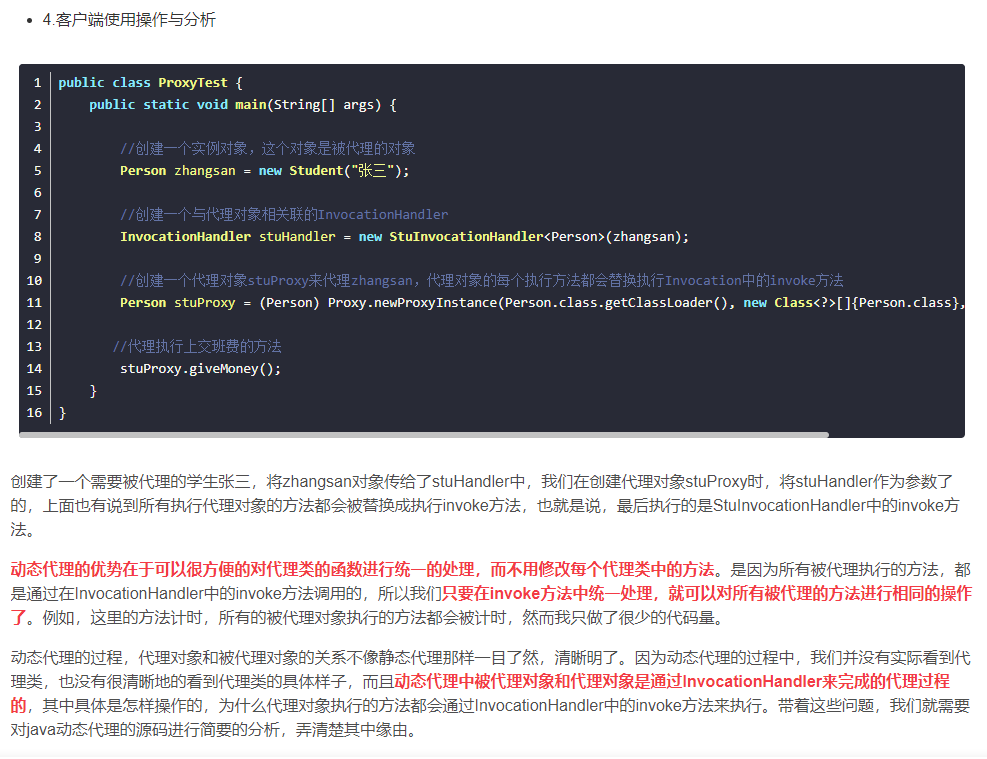 4.客户端使用操作与分析
1 public class ProxyTest {
2 public static void main(String[] args) {
3
4 //创建一个实例对象，这个对象是被代理的对象
5 Person zhangsan = new Student("张三");
6
7 //创建一个与代理对象相关联的InvocationHandler
8 InvocationHandler stuHandler = new StuInvocationHandler<Person>(zhangsan);
9
10 //创建一个代理对象stuProxy来代理zhangsan，代理对象的每个执行方法都会替换执行Invocation中的invoke方法
11 Person stuProxy = (Person) Proxy.newProxyInstance(Person.class.getClassLoader(), new Class<?>[]{Person.class},
12
13 //代理执行上交班费的方法
14 stuProxy.giveMoney();
15 }
16 }
创建了一个需要被代理的学生张三，将zhangsan对象传给了stuHandler中，我们在创建代理对象stuProxy时，将stuHandler作为参数了
的，上面也有说到所有执行代理对象的方法都会被替换成执行invoke方法，也就是说，最后执行的是StuInvocationHandler中的invoke方
法。
动态代理的优势在于可以很方便的对代理类的函数进行统一的处理，而不用修改每个代理类中的方法。是因为所有被代理执行的方法，都
是通过在InvocationHandler中的invoke方法调用的，所以我们只要在invoke方法中统一处理，就可以对所有被代理的方法进行相同的操作
了。例如，这里的方法计时，所有的被代理对象执行的方法都会被计时，然而我只做了很少的代码量。
动态代理的过程，代理对象和被代理对象的关系不像静态代理那样一目了然，清晰明了。因为动态代理的过程中，我们并没有实际看到代
理类，也没有很清晰地的看到代理类的具体样子，而且动态代理中被代理对象和代理对象是通过InvocationHandler来完成的代理过程
的，其中具体是怎样操作的，为什么代理对象执行的方法都会通过InvocationHandler中的invoke方法来执行。带着这些问题，我们就需要
对java动态代理的源码进行简要的分析，弄清楚其中缘由。